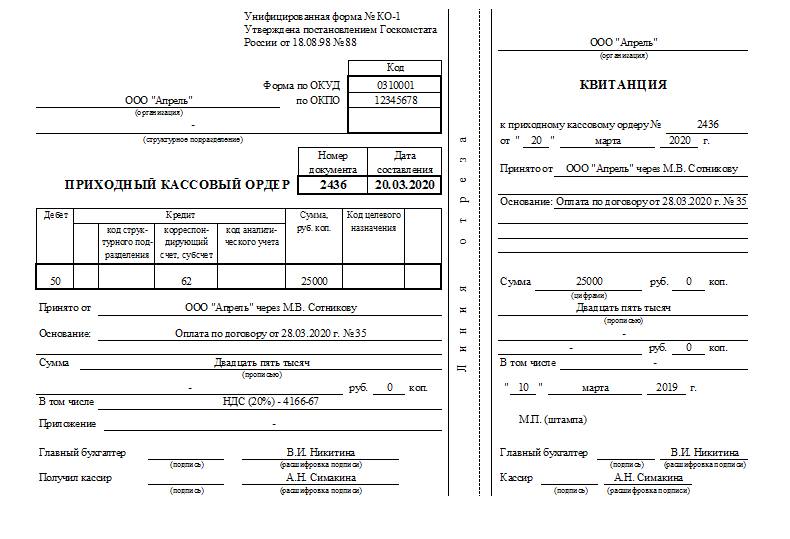 Унифицированная форма № КО-1
Утверждена постановлением Госкомстата
России от 18.08.98 № 88
Код
Форма по ОКУД 0310001
ООО "Апрель" по ОКПО 12345678
(организация)
-
(структурное подразделение)
Номер документа Дата составления
ПРИХОДНЫЙ КАССОВЫЙ ОРДЕР 2436 20.03.2020
Дебет Кредит Сумма, руб. коп. Код целевого назначения
код струк-
турного под-
разделения
корреспон-
дирующий
счет, субсчет
код аналити-
ческого учета
50 62 25000
Принято от ООО "Апрель" через М.В. Сотникову
Основание: Оплата по договору от 28.03.2020 г. № 35
Сумма Двадцать пять тысяч
(прописью)
- руб. 0 коп.
В том числе НДС (20%) - 4166-67
Приложение -
Главный бухгалтер В.И. Никитина
(подпись) (расшифровка подписи)
Получил кассир А.Н. Симакина
(подпись) (расшифровка подписи)
Линия отреза
ООО "Апрель"
(организация)
КВИТАНЦИЯ
к приходному кассовому ордеру № 2436
от " 20 " марта 2020 г.
Принято от ООО "Апрель" через М.В. Сотникову
Основание: Оплата по договору от 28.03.2020 г. № 35
Сумма 25000 руб. 0 коп.
(цифрами)
Двадцать пять тысяч
(прописью)
-
- руб. 0 коп.
В том числе -
" 10 " марта 2019 г.
М.П. (штампа)
Главный бухгалтер В.И. Никитина
(подпись) (расшифровка подписи)
Кассир А.Н. Симакина
(подпись) (расшифровка подписи)